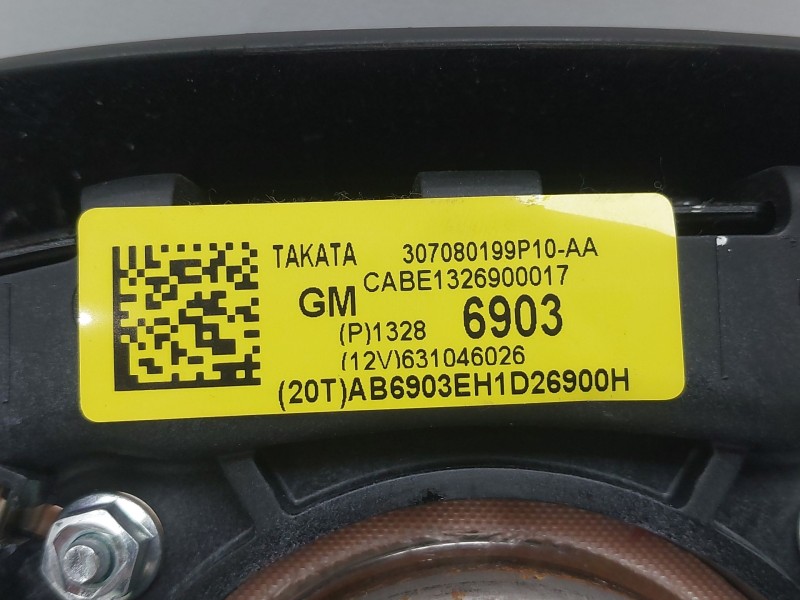 TAKATA 307080199P10-AA
CABE1326900017
GM 6903
(P)1328
(12V)631046026
(20T)AB6903EH1D26900H